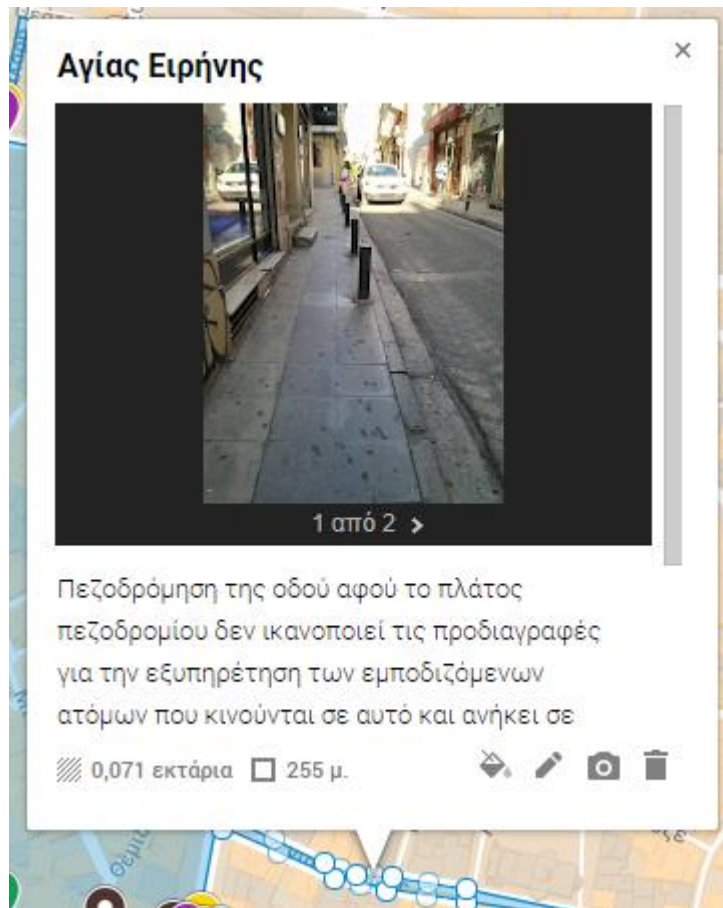 Αγίας Ειρήνης
1 από 2
Πεζοδρόμηση της οδού αφού το πλάτος
πεζοδρομίου δεν ικανοποιεί τις προδιαγραφές
για την εξυπηρέτηση των εμποδιζόμενων
ατόμων που κινούνται σε αυτό και ανήκει σε
0,071 εκτάρια 255 μ.